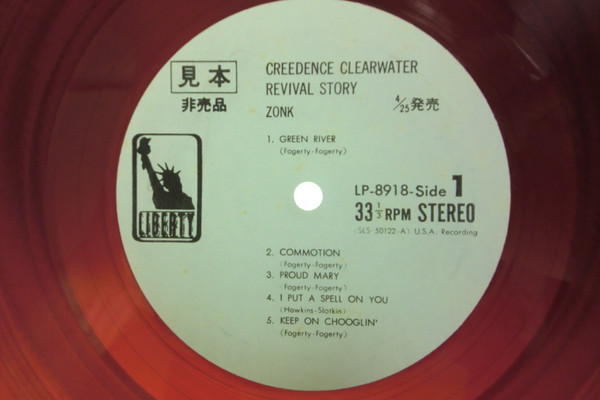 見本
非売品
CREEDENCE CLEARWATER
REVIVAL STORY
ZONK
4/25発売
1. GREEN RIVER
(Fogerty-Fogerty)
LIBERTY
LP-8918-Side 1
33 1/3 RPM STEREO
(SLS-50122-A) U.S.A. Recording
2. COMMOTION
(Fogerty-Fogerty)
3. PROUD MARY
(Fogerty-Fogerty)
4. I PUT A SPELL ON YOU
(Hawkins-Slotkin)
5. KEEP ON CHOOGLIN'
(Fogerty-Fogerty)